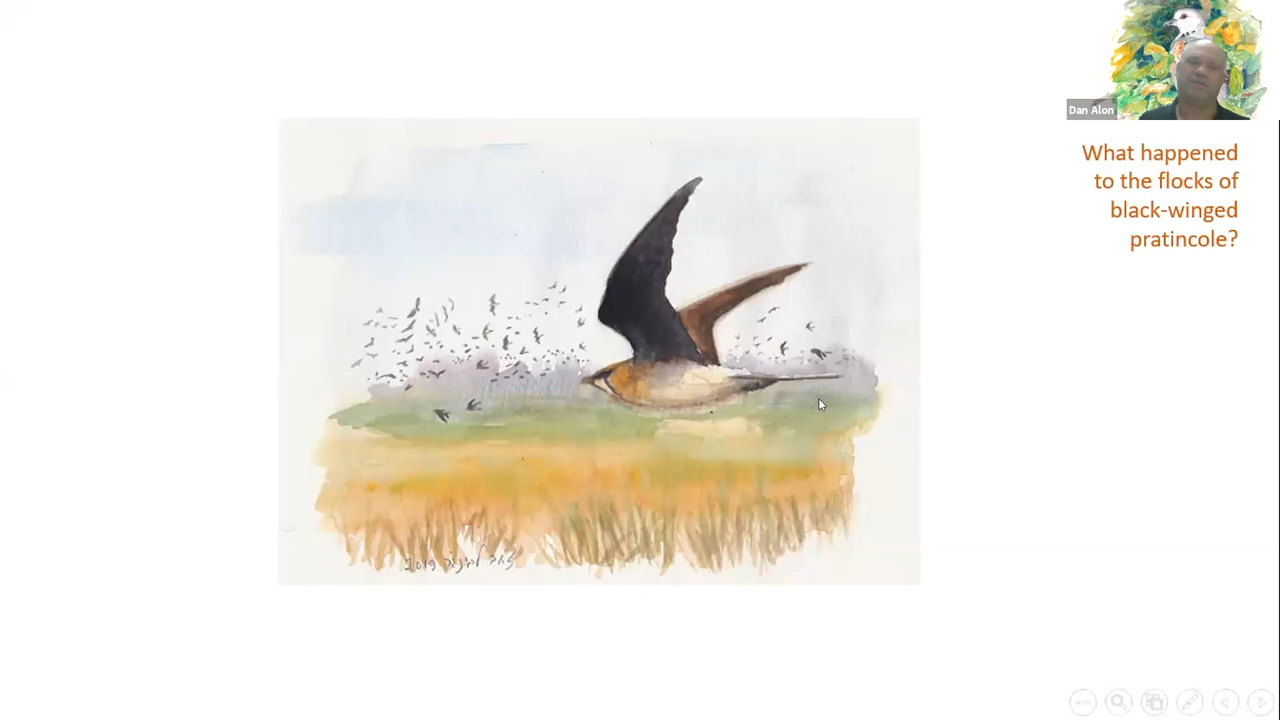 Dan Alon
What happened
to the flocks of
black-winged
pratincole?
2019